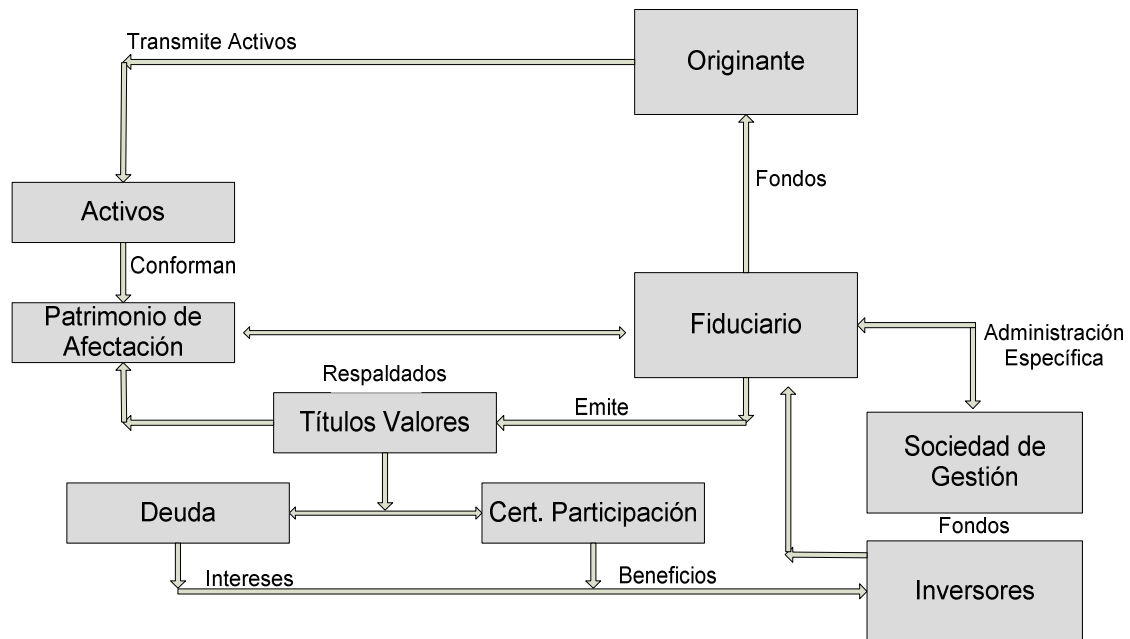 Transmite Activos
Originante
Fondos
Activos
Conforman
Patrimonio de
Afectación
Fiduciario
Administración
Específica
Respaldados
Títulos Valores
Emite
Sociedad de
Gestión
Deuda
Cert. Participación
Fondos
Intereses
Beneficios
Inversores